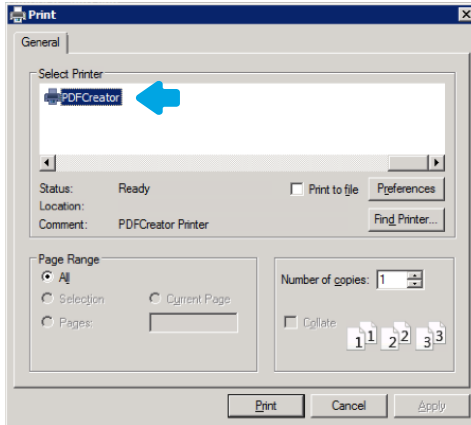 Print
General
Select Printer
PDFCreator
Status: Ready
Print to file
Preferences
Location:
Comment: PDFCreator Printer
Find Printer...
Page Range
All
Selection
Current Page
Pages:
Number of copies: 1
Collate
1 1 2 2 3 3
Print
Cancel
Apply